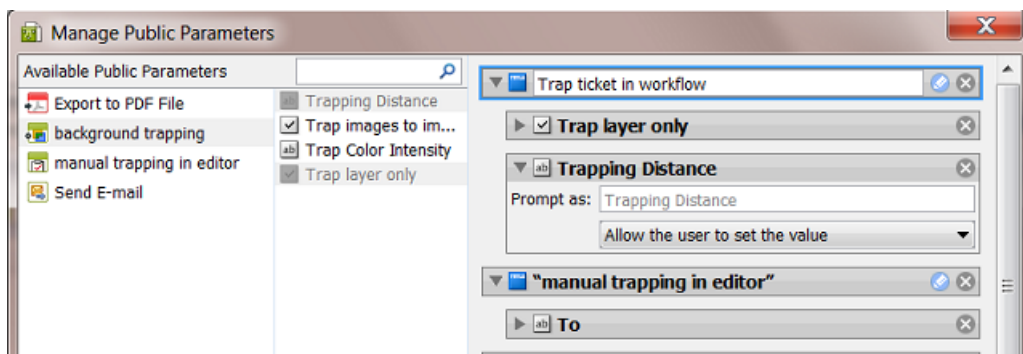 Manage Public Parameters
Available Public Parameters
Export to PDF File
background trapping
manual trapping in editor
Send E-mail
Trapping Distance
Trap images to im...
Trap Color Intensity
Trap layer only
Trap ticket in workflow
Trap layer only
Trapping Distance
Prompt as: Trapping Distance
Allow the user to set the value
“manual trapping in editor”
To